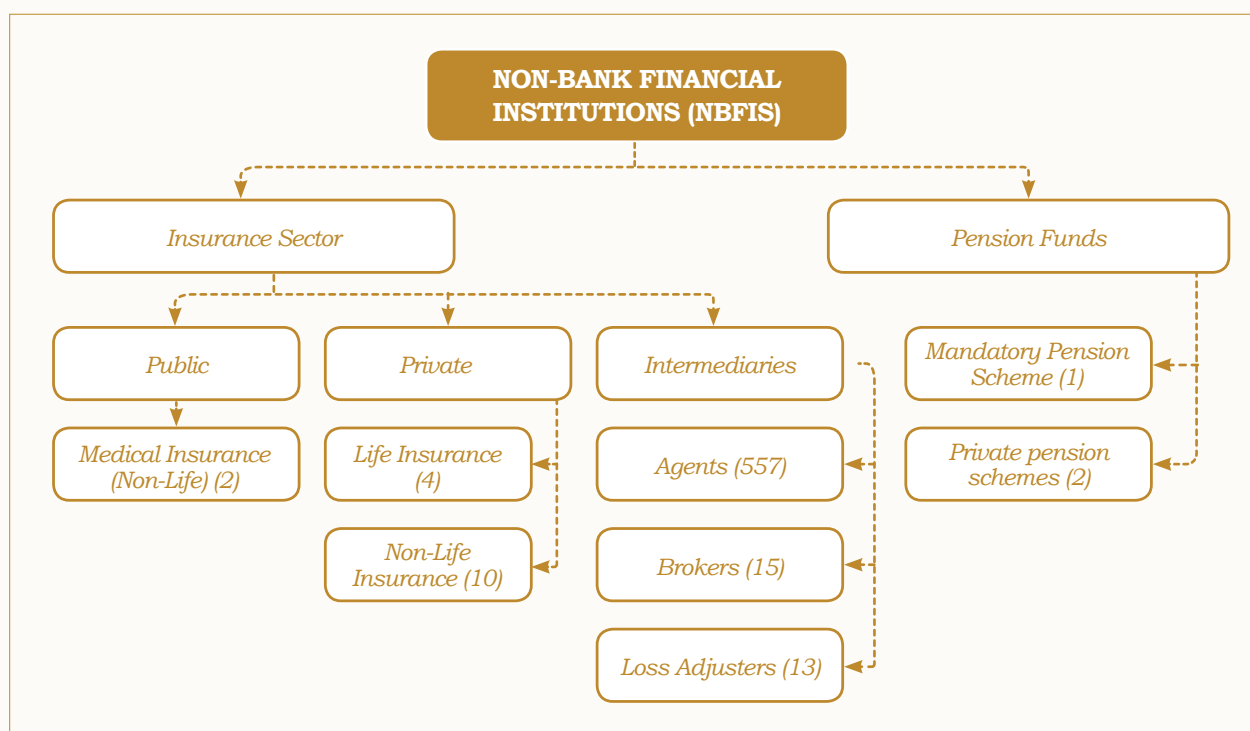 NON-BANK FINANCIAL
INSTITUTIONS (NBFIS)
Insurance Sector
Pension Funds
Public
Private
Intermediaries
Mandatory Pension
Scheme (1)
Medical Insurance
(Non-Life) (2)
Life Insurance
(4)
Agents (557)
Private pension
schemes (2)
Non-Life
Insurance (10)
Brokers (15)
Loss Adjusters (13)